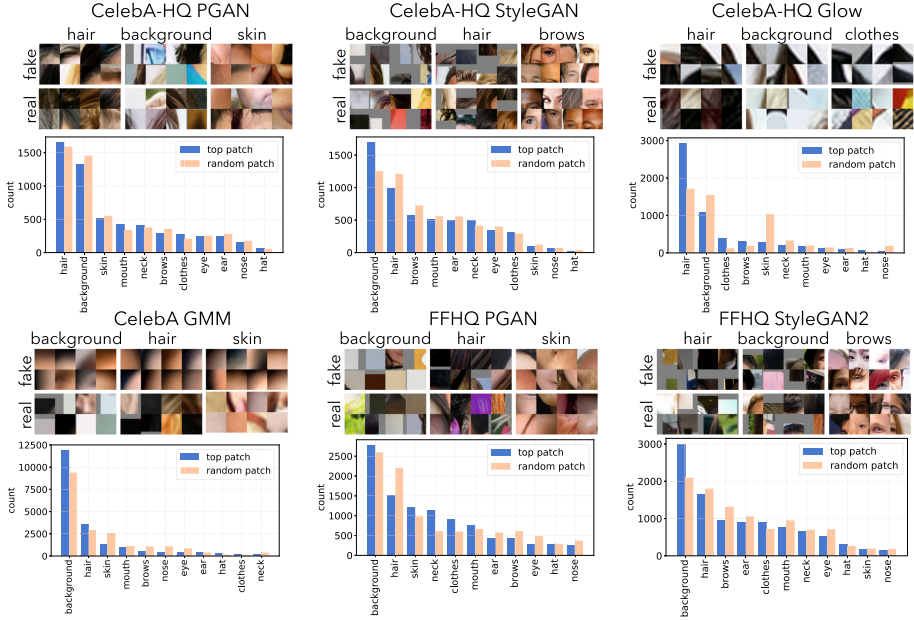 CelebA-HQ PGAN
hair background skin
fake
real
1500
1000
500
0
count
top patch
random patch
hair
background
skin
mouth
neck
brows
clothes
eye
ear
nose
hat
CelebA-HQ StyleGAN
background hair brows
fake
real
1500
1000
500
0
count
top patch
random patch
background
hair
brows
mouth
ear
neck
eye
clothes
skin
nose
hat
CelebA-HQ Glow
hair background clothes
fake
real
3000
2000
1000
0
count
top patch
random patch
hair
background
clothes
brows
skin
neck
mouth
eye
ear
hat
nose
CelebA GMM
background hair skin
fake
real
12500
10000
7500
5000
2500
0
count
top patch
random patch
background
hair
skin
mouth
brows
nose
eye
ear
hat
clothes
neck
FFHQ PGAN
background hair skin
fake
real
2500
2000
1500
1000
500
0
count
top patch
random patch
background
hair
skin
neck
clothes
mouth
ear
brows
eye
hat
nose
FFHQ StyleGAN2
hair background brows
fake
real
3000
2000
1000
0
count
top patch
random patch
background
hair
brows
ear
clothes
mouth
neck
eye
hat
skin
nose